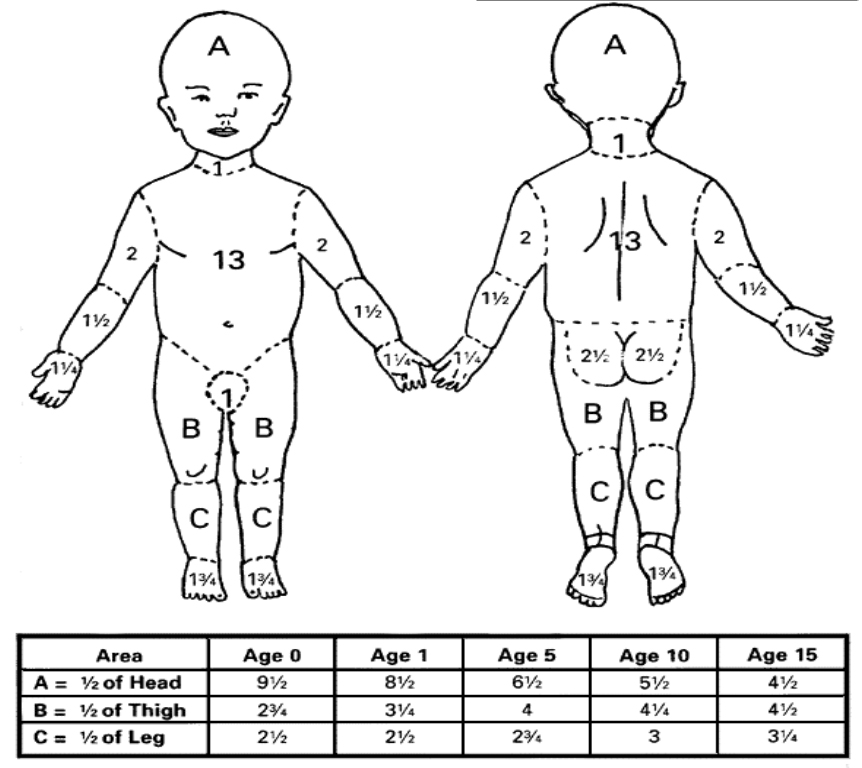 A A
1 1
2 13 2 2 13 2
1½ 1½ 1½ 1½
1¼ 1¼ 1¼ 1¼
2½ 2½
1
B B B B
C C C C
1¾ 1¾ 1¾ 1¾
Area Age 0 Age 1 Age 5 Age 10 Age 15
A = ½ of Head 9½ 8½ 6½ 5½ 4½
B = ½ of Thigh 2¾ 3¼ 4 4¼ 4½
C = ½ of Leg 2½ 2½ 2¾ 3 3¼